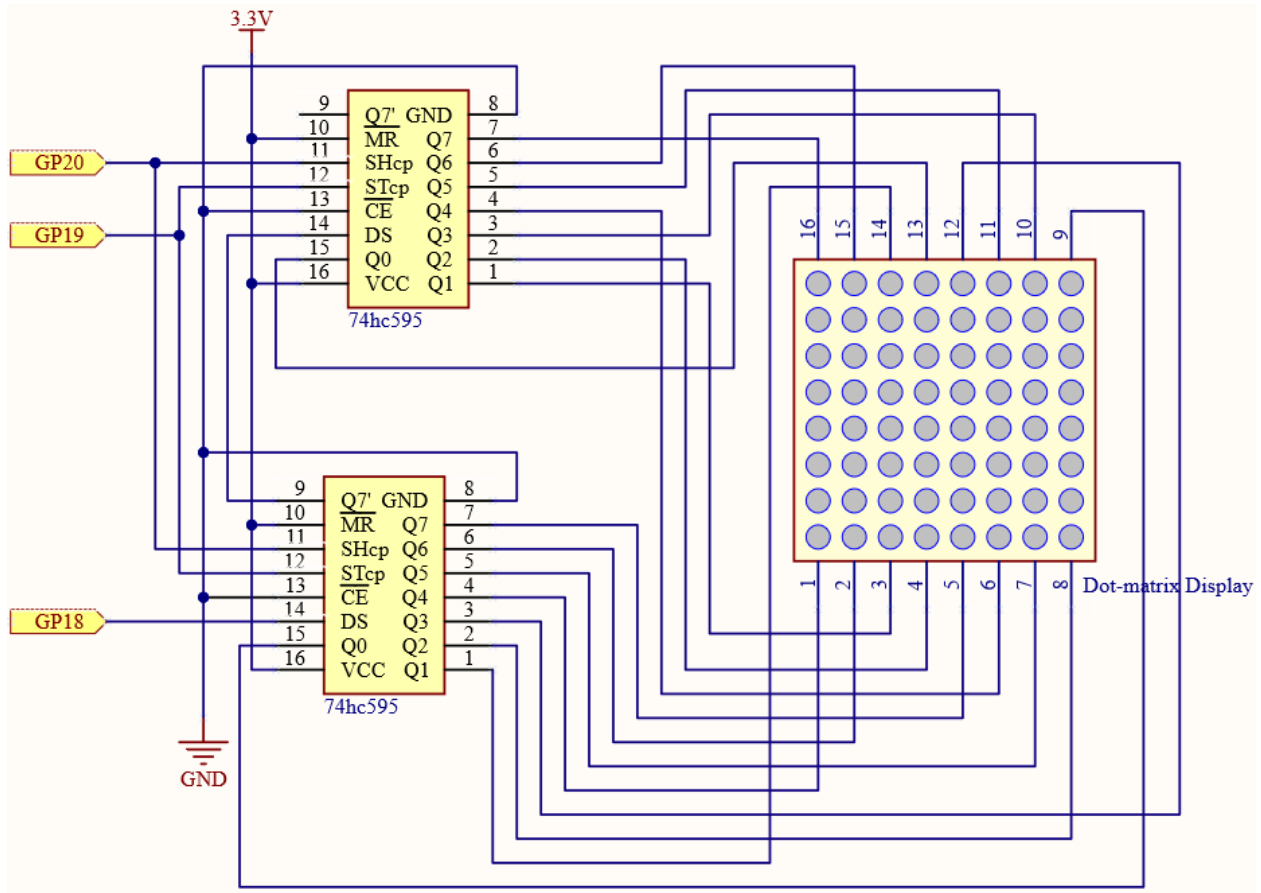 3.3V
9 Q7' GND 8
10 MR Q7 7
GP20 11 SHcp Q6 6
12 STcp Q5 5
13 CE Q4 4
GP19 14 DS Q3 3
15 Q0 Q2 2
16 VCC Q1 1
74hc595
16 15 14 13 12 11 10 9
9 Q7' GND 8
10 MR Q7 7
11 SHcp Q6 6
12 STcp Q5 5
13 CE Q4 4
GP18 14 DS Q3 3
15 Q0 Q2 2
16 VCC Q1 1
74hc595
1 2 3 4 5 6 7 8 Dot-matrix Display
GND